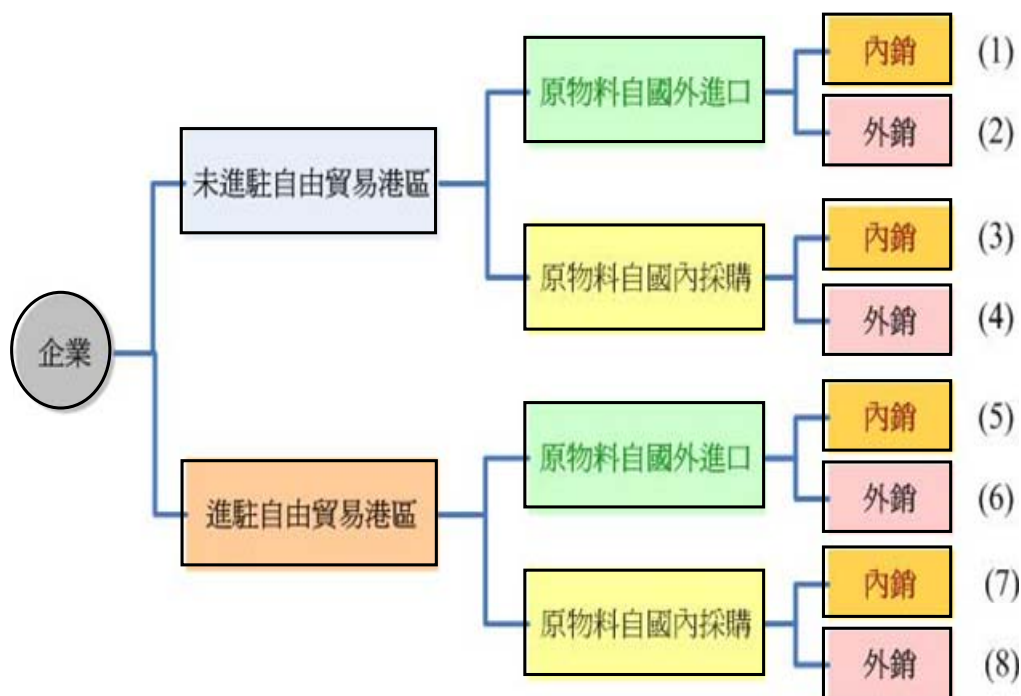 企業
未進駐自由貿易港區
原物料自國外進口
內銷 (1)
外銷 (2)
原物料自國內採購
內銷 (3)
外銷 (4)
進駐自由貿易港區
原物料自國外進口
內銷 (5)
外銷 (6)
原物料自國內採購
內銷 (7)
外銷 (8)